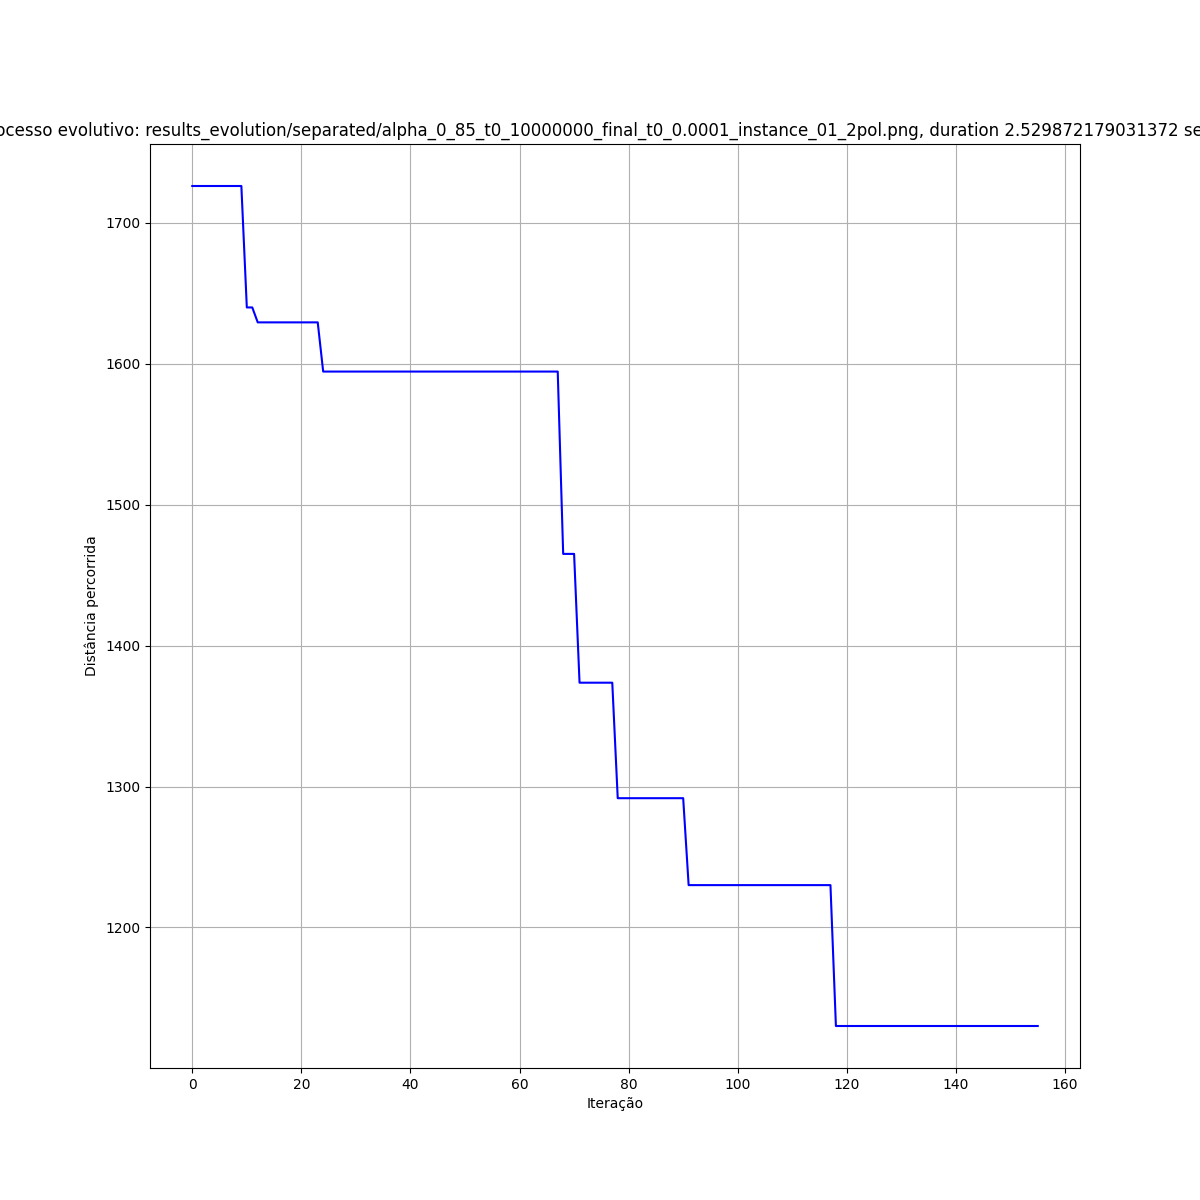 ocesso evolutivo: results_evolution/separated/alpha_0_85_t0_10000000_final_t0_0.0001_instance_01_2pol.png, duration 2.529872179031372 se
1700
1600
1500
1400
1300
1200
Distância percorrida
0 20 40 60 80 100 120 140 160
Iteração